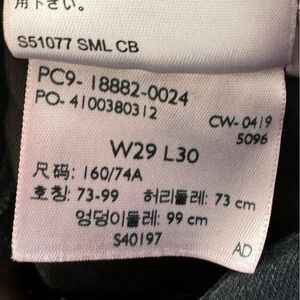 用下さい。
S51077 SML CB
PC9- 18882-0024
PO- 4100380312
CW-0419
5096
W29 L30
尺码: 160/74A
호칭: 73-99 허리둘레: 73 cm
엉덩이둘레: 99 cm
S40197
AD